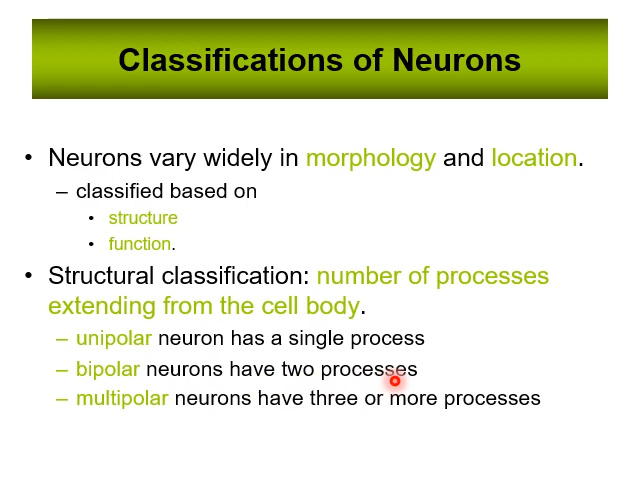 Classifications of Neurons
• Neurons vary widely in morphology and location.
– classified based on
• structure
• function.
• Structural classification: number of processes
extending from the cell body.
– unipolar neuron has a single process
– bipolar neurons have two processes
– multipolar neurons have three or more processes